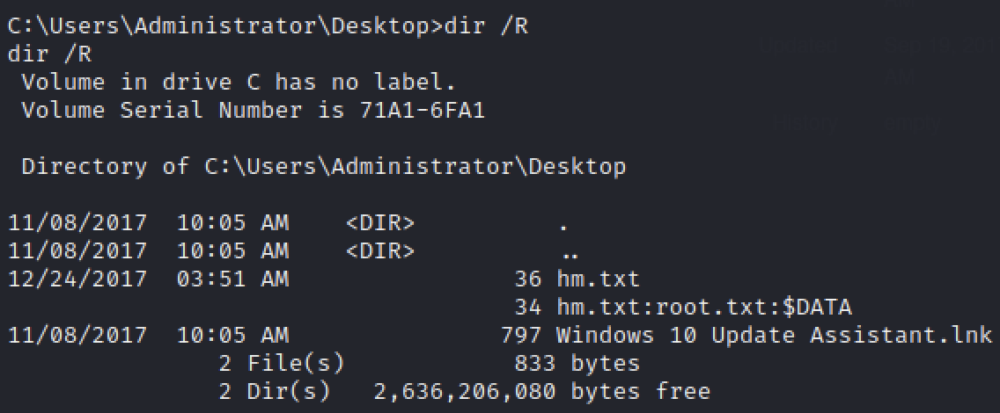 C:\Users\Administrator\Desktop>dir /R
dir /R
 Volume in drive C has no label.
 Volume Serial Number is 71A1-6FA1

 Directory of C:\Users\Administrator\Desktop

11/08/2017  10:05 AM    <DIR>          .
11/08/2017  10:05 AM    <DIR>          ..
12/24/2017  03:51 AM                36 hm.txt
                                    34 hm.txt:root.txt:$DATA
11/08/2017  10:05 AM               797 Windows 10 Update Assistant.lnk
               2 File(s)            833 bytes
               2 Dir(s)   2,636,206,080 bytes free